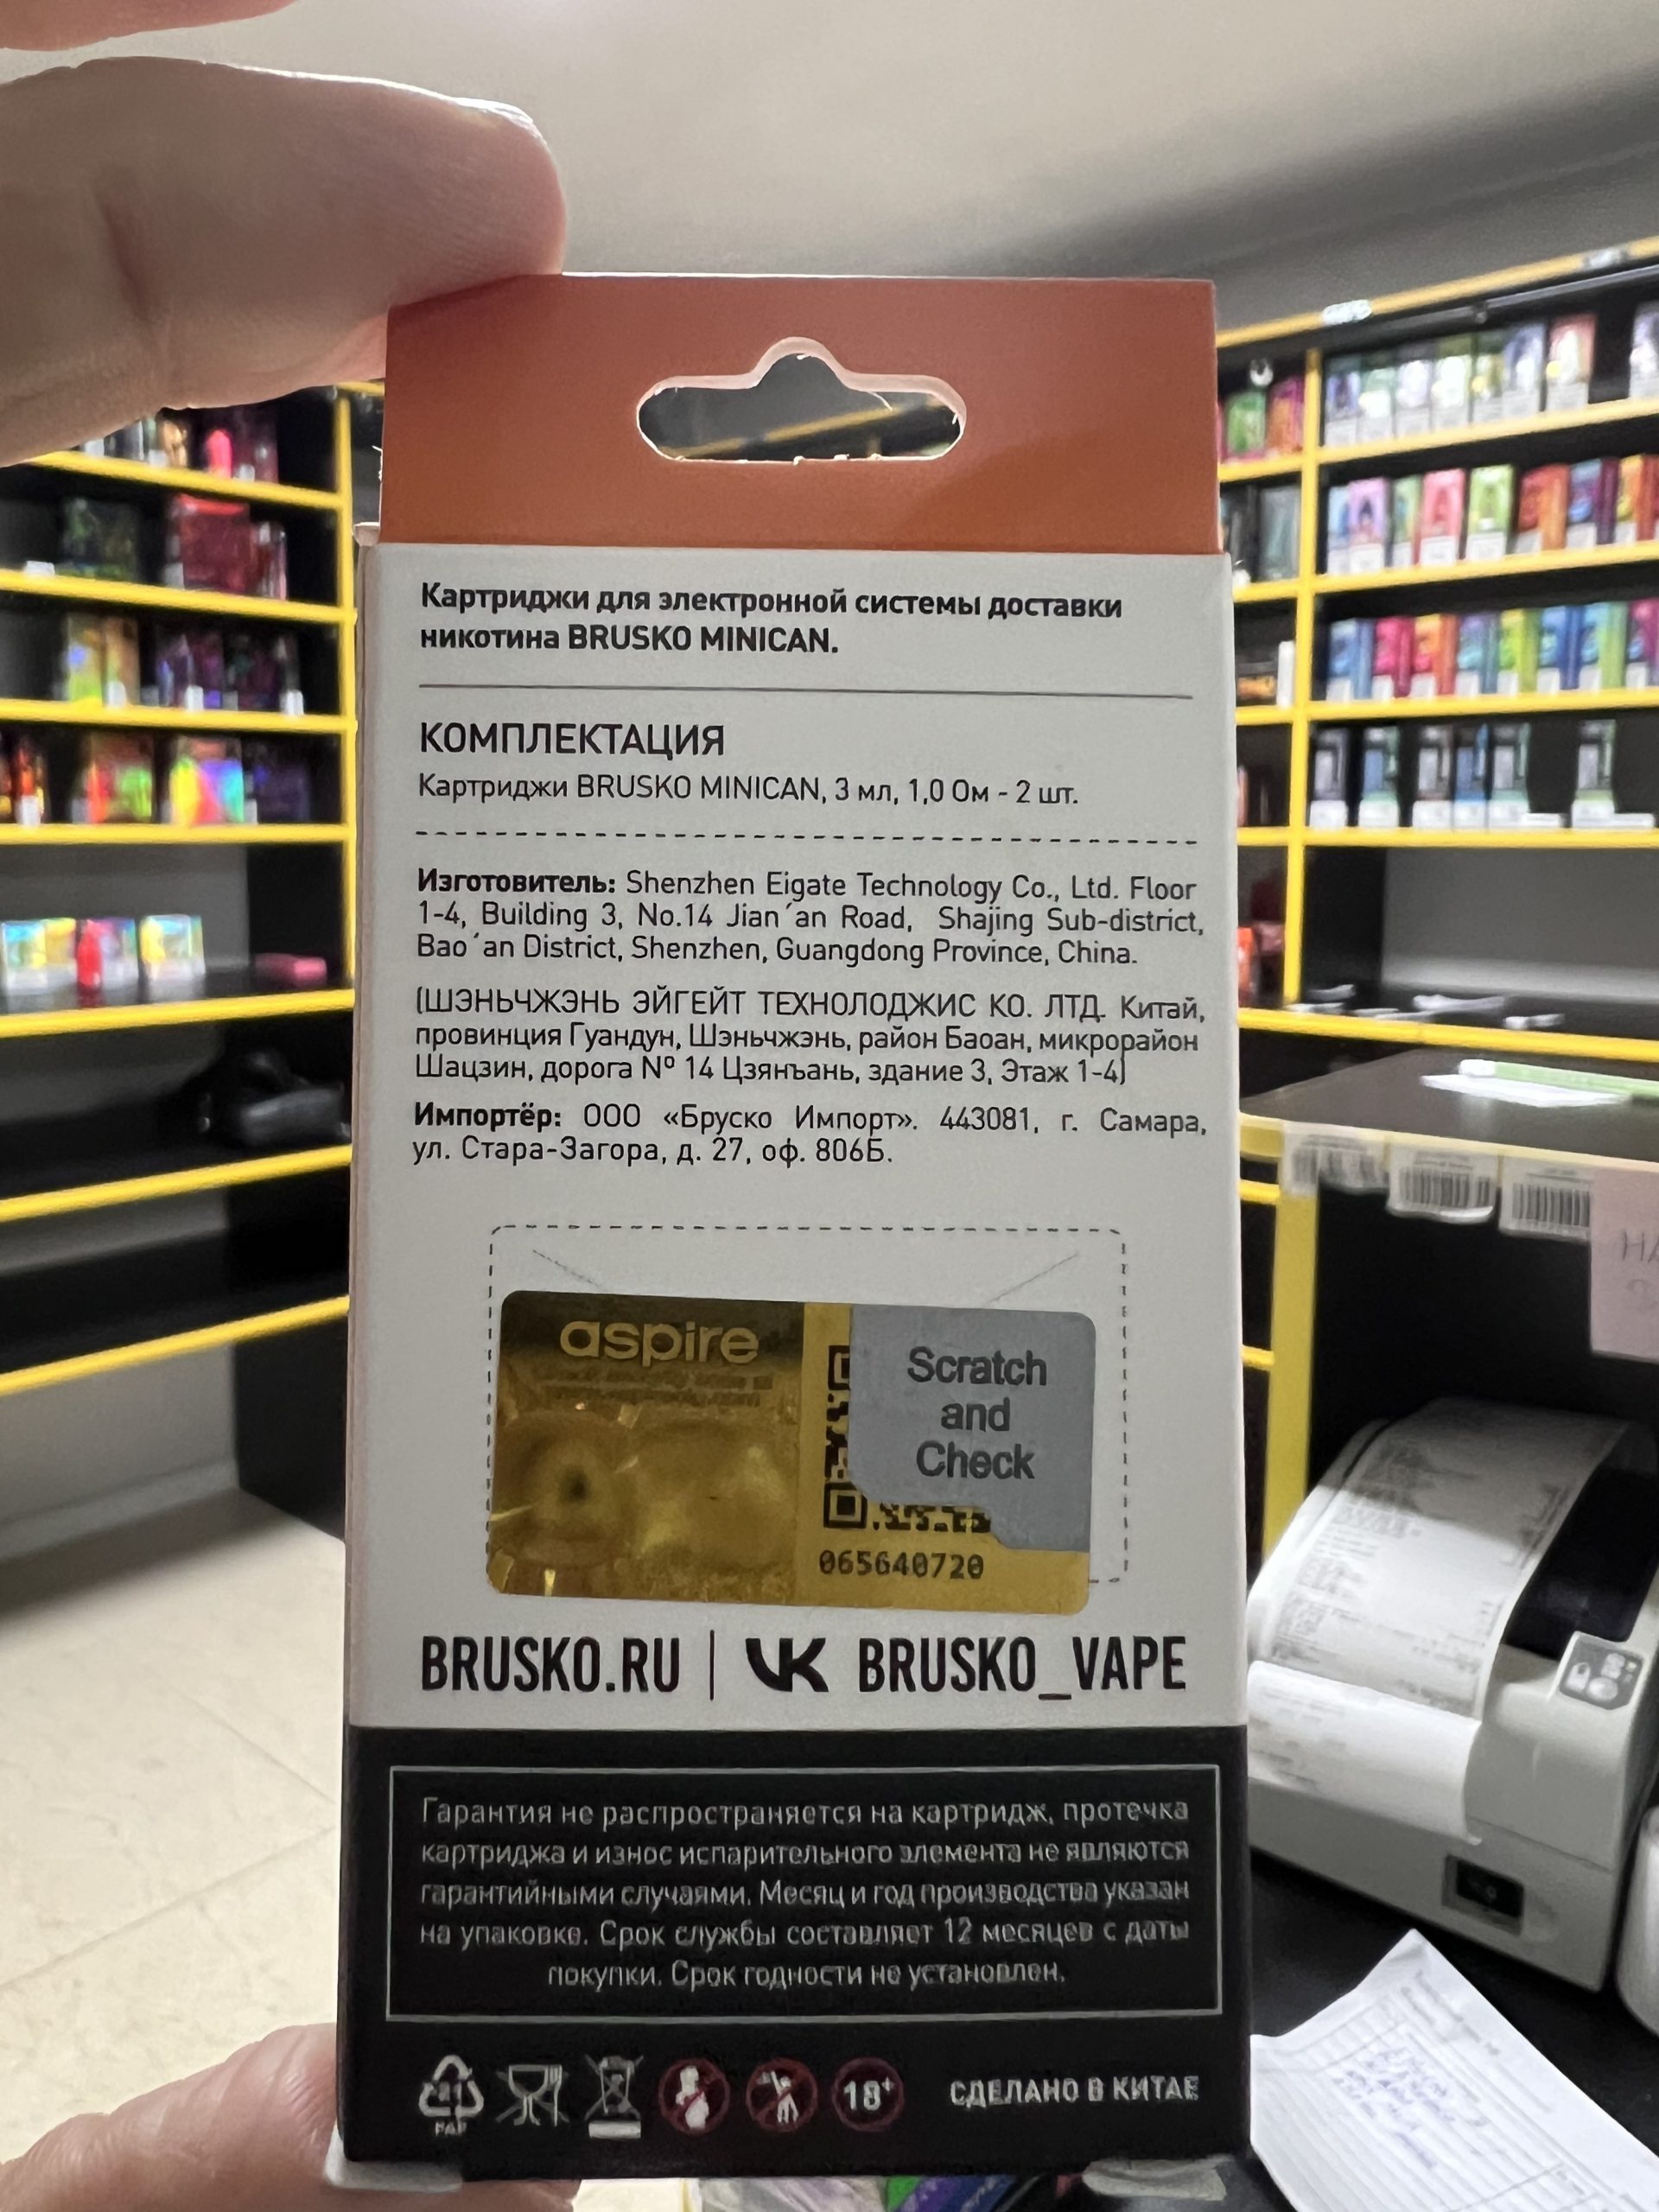 Картриджи для электронной системы доставки
никотина BRUSKO MINICAN.
КОМПЛЕКТАЦИЯ
Картриджи BRUSKO MINICAN, 3 мл, 1,0 Ом - 2 шт.
Изготовитель: Shenzhen Eigate Technology Co., Ltd. Floor
1-4, Building 3, No.14 Jian´an Road, Shajing Sub-district,
Bao´an District, Shenzhen, Guangdong Province, China.
(ШЭНЬЧЖЭНЬ ЭЙГЕЙТ ТЕХНОЛОДЖИС КО. ЛТД. Китай,
провинция Гуандун, Шэньчжэнь, район Баоан, микрорайон
Шацзин, дорога № 14 Цзянъань, здание 3, Этаж 1-4)
Импортёр: ООО «Бруско Импорт». 443081, г. Самара,
ул. Стара-Загора, д. 27, оф. 806Б.
aspire
Scratch
and
Check
065640720
BRUSKO.RU | VK BRUSKO_VAPE
Гарантия не распространяется на картридж, протечка
картриджа и износ испарительного элемента не являются
гарантийными случаями. Месяц и год производства указан
на упаковке. Срок службы составляет 12 месяцев с даты
покупки. Срок годности не установлен.
21
PAP
18+
СДЕЛАНО В КИТАЕ